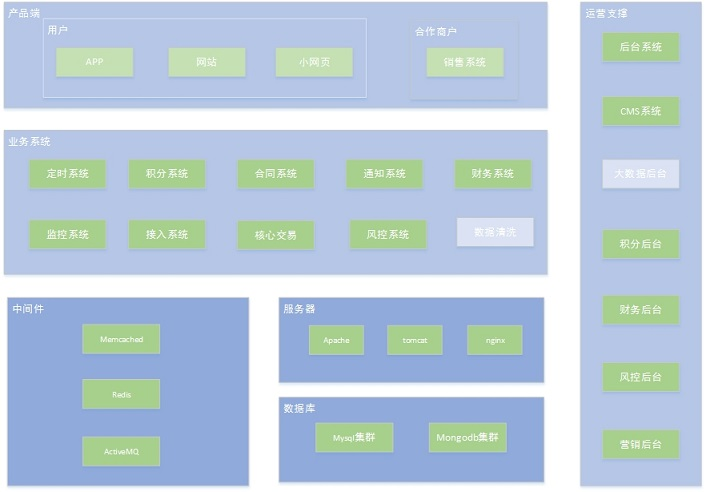 产品端
用户
APP
网站
小网页
合作商户
销售系统
业务系统
定时系统
积分系统
合同系统
通知系统
财务系统
监控系统
接入系统
核心交易
风控系统
数据清洗
中间件
Memcached
Redis
ActiveMQ
服务器
Apache
tomcat
nginx
数据库
Mysql集群
Mongodb集群
运营支撑
后台系统
CMS系统
大数据后台
积分后台
财务后台
风控后台
营销后台